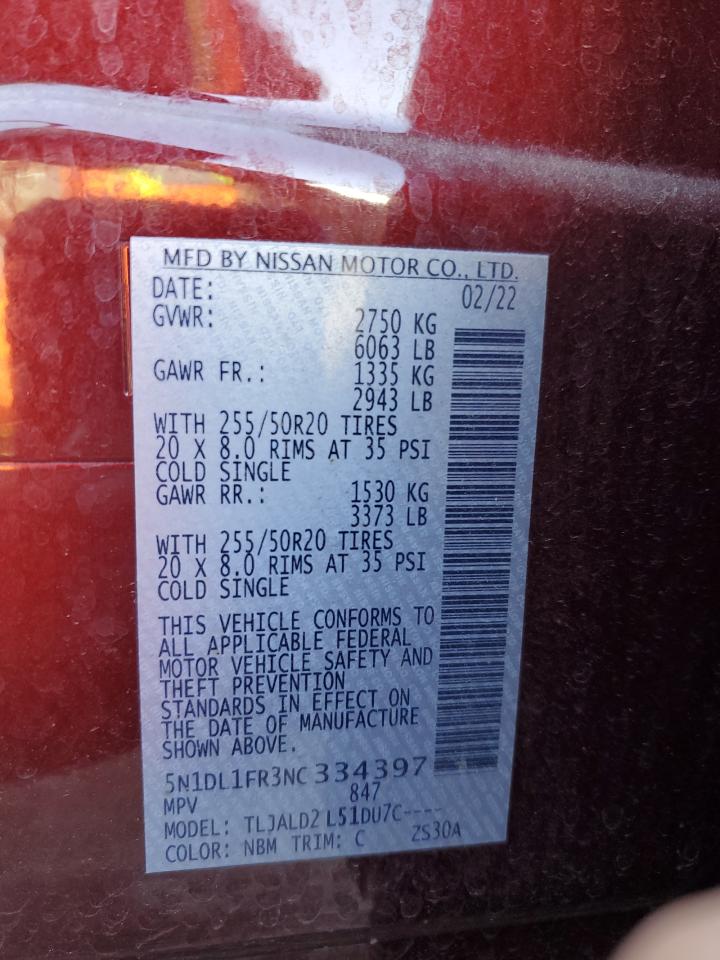 MFD BY NISSAN MOTOR CO., LTD.
DATE: 02/22
GVWR: 2750 KG
6063 LB
GAWR FR.: 1335 KG
2943 LB
WITH 255/50R20 TIRES
20 X 8.0 RIMS AT 35 PSI
COLD SINGLE
GAWR RR.: 1530 KG
3373 LB
WITH 255/50R20 TIRES
20 X 8.0 RIMS AT 35 PSI
COLD SINGLE
THIS VEHICLE CONFORMS TO
ALL APPLICABLE FEDERAL
MOTOR VEHICLE SAFETY AND
THEFT PREVENTION
STANDARDS IN EFFECT ON
THE DATE OF MANUFACTURE
SHOWN ABOVE.
5N1DL1FR3NC334397
MPV 847
MODEL: TLJALD2 L51DU7C----
COLOR: NBM TRIM: C ZS30A